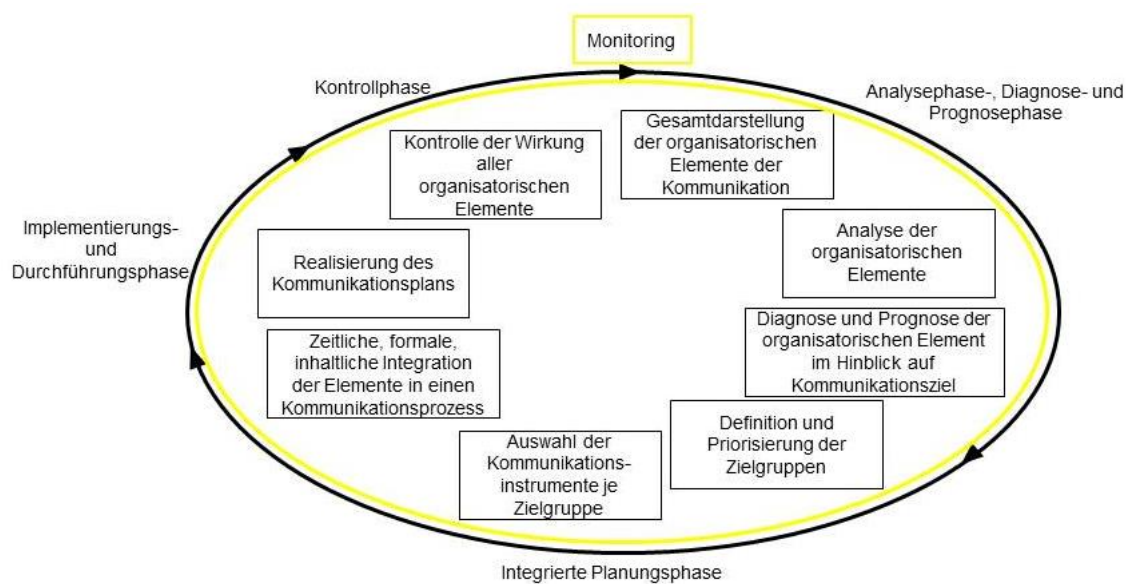 Monitoring
Kontrollphase
Analysephase-, Diagnose- und
Prognosephase
Gesamtdarstellung
der organisatorischen
Elemente der
Kommunikation
Kontrolle der Wirkung
aller
organisatorischen
Elemente
Analyse der
organisatorischen
Elemente
Implementierungs-
und
Durchführungsphase
Realisierung des
Kommunikationsplans
Diagnose und Prognose der
organisatorischen Element
im Hinblick auf
Kommunikationsziel
Zeitliche, formale,
inhaltliche Integration
der Elemente in einen
Kommunikationsprozess
Definition und
Priorisierung der
Zielgruppen
Auswahl der
Kommunikations-
instrumente je
Zielgruppe
Integrierte Planungsphase